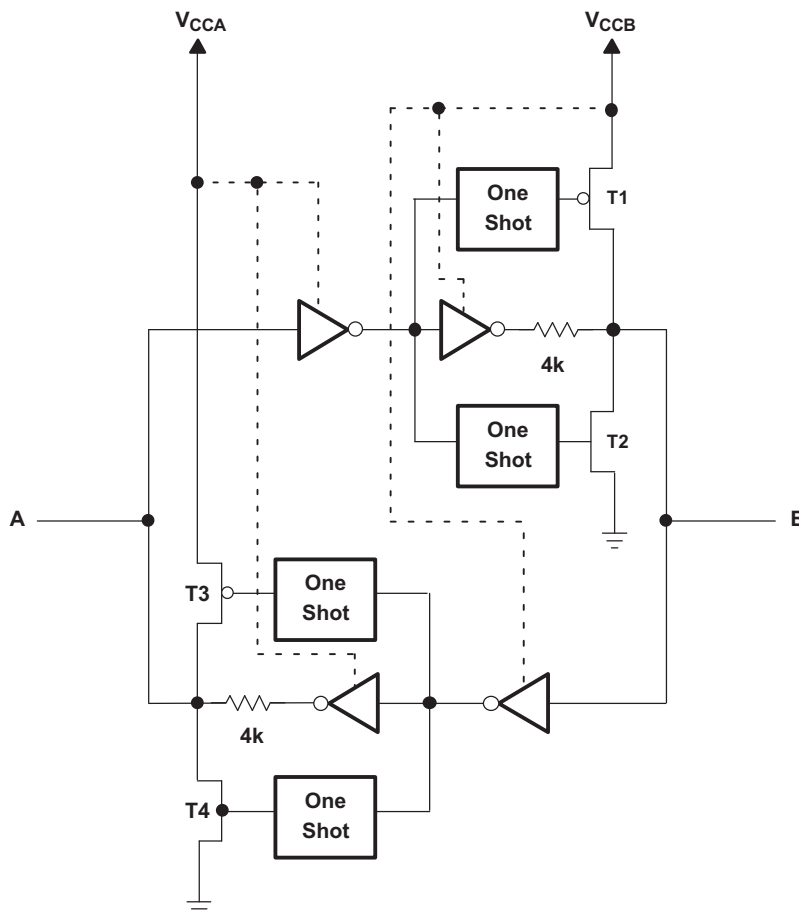 VCCA
VCCB
One
Shot
T1
4k
One
Shot
T2
A
B
T3
One
Shot
4k
T4
One
Shot